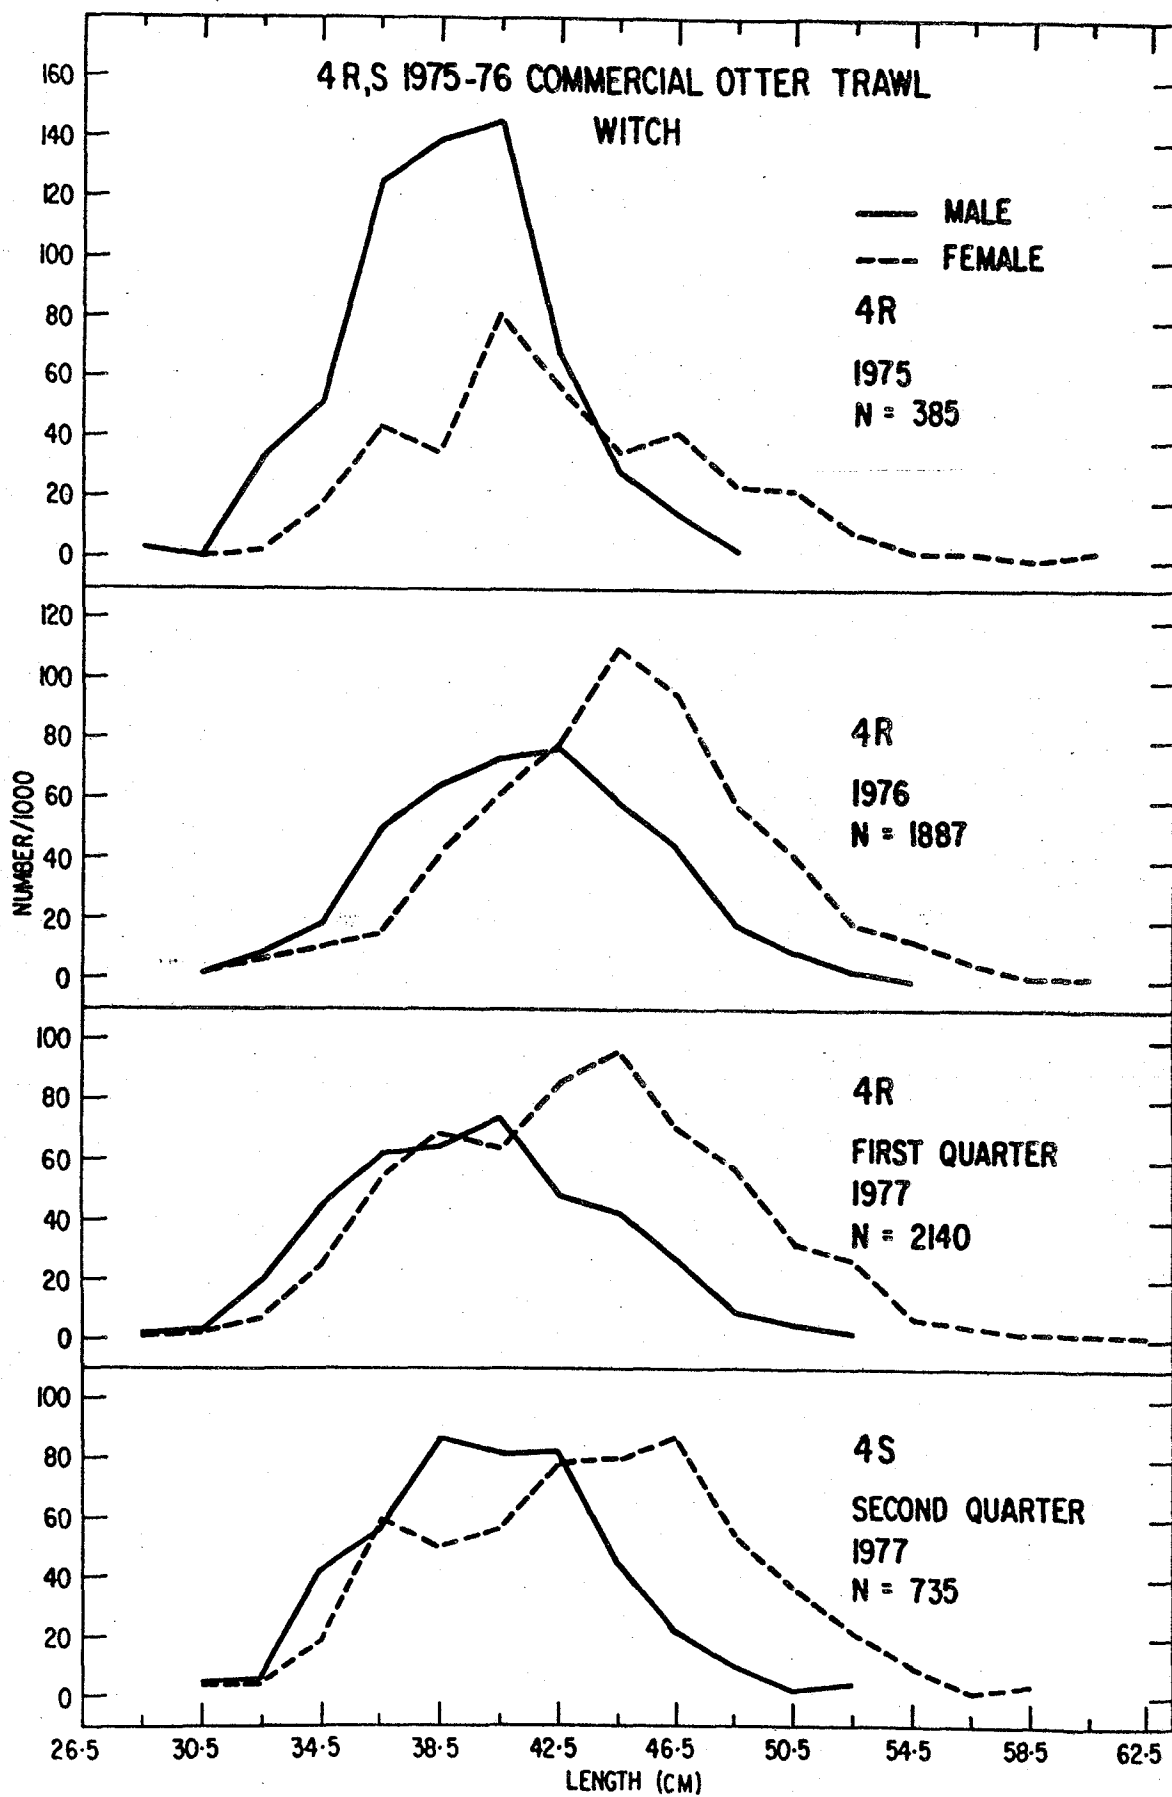 4R,S 1975-76 COMMERCIAL OTTER TRAWL
WITCH
160
140
120
100
80
60
40
20
0
MALE
FEMALE
4R
1975
N = 385
120
100
80
60
40
20
0
4R
1976
N = 1887
NUMBER/1000
100
80
60
40
20
0
4R
FIRST QUARTER
1977
N = 2140
100
80
60
40
20
0
4S
SECOND QUARTER
1977
N = 735
26·5 30·5 34·5 38·5 42·5 46·5 50·5 54·5 58·5 62·5
LENGTH (CM)